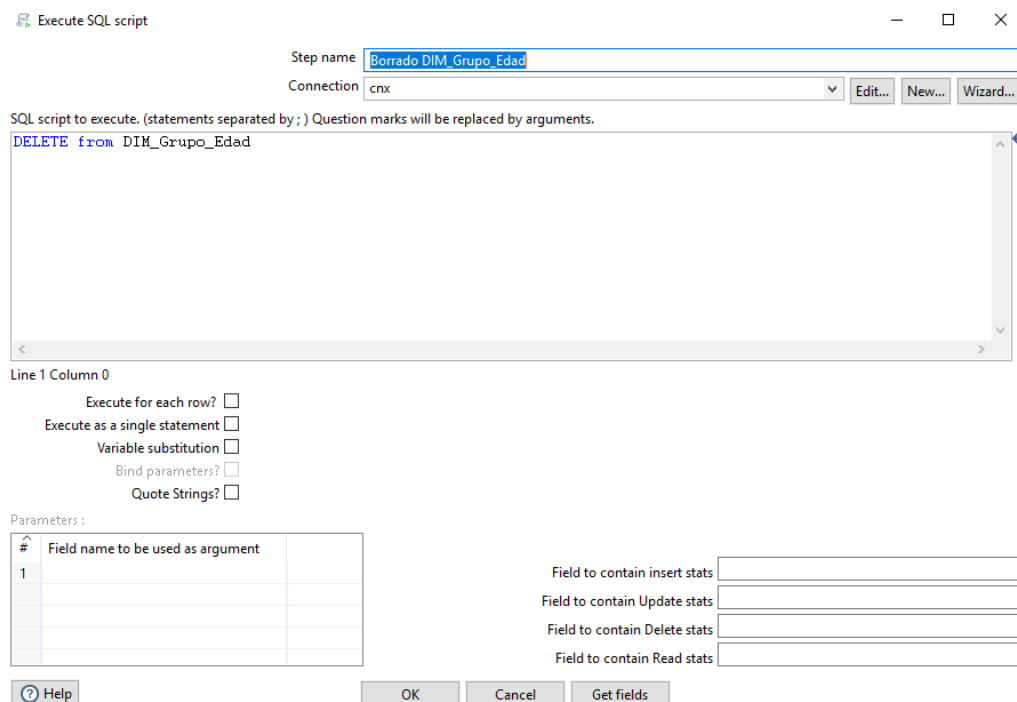 Execute SQL script
Step name Borrado DIM_Grupo_Edad
Connection cnx Edit... New... Wizard...
SQL script to execute. (statements separated by ; ) Question marks will be replaced by arguments.
DELETE from DIM_Grupo_Edad
Line 1 Column 0
Execute for each row?
Execute as a single statement
Variable substitution
Bind parameters?
Quote Strings?
Parameters :
# Field name to be used as argument
1
Field to contain insert stats
Field to contain Update stats
Field to contain Delete stats
Field to contain Read stats
Help OK Cancel Get fields